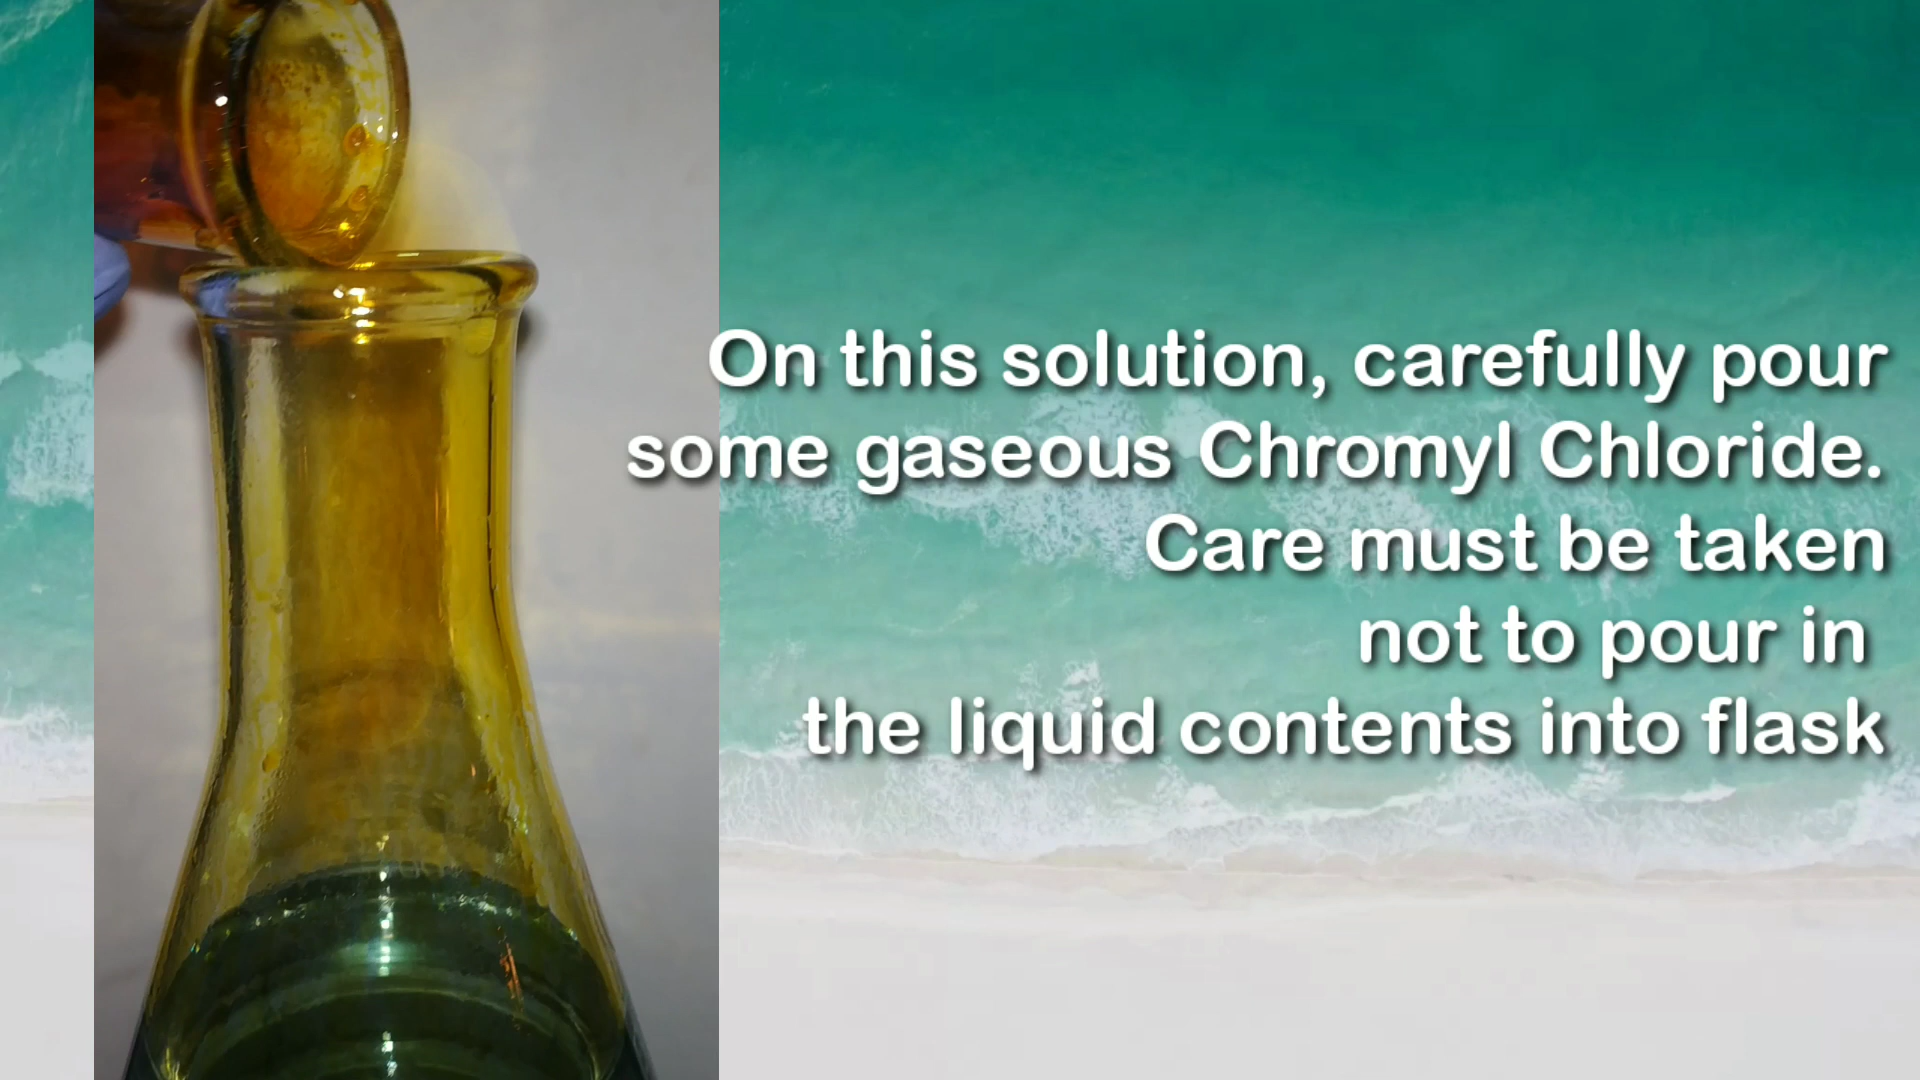 On this solution, carefully pour
some gaseous Chromyl Chloride.
Care must be taken
not to pour in
the liquid contents into flask